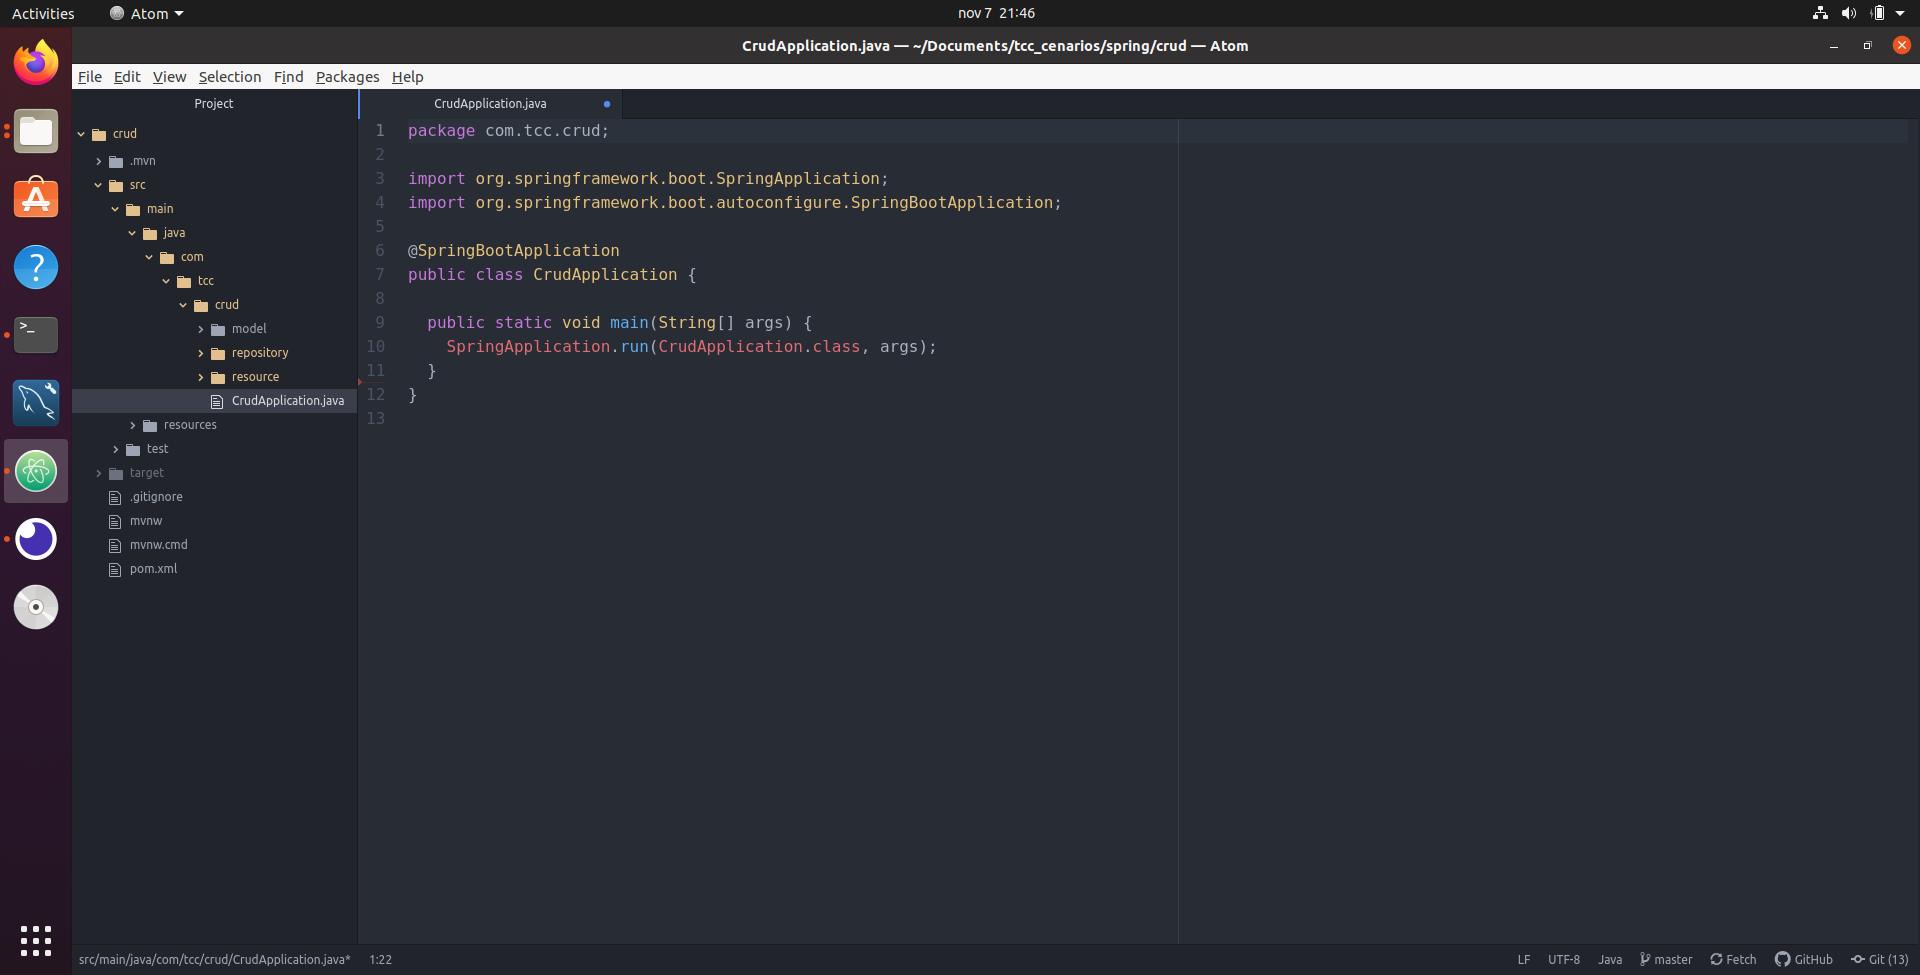 Activities Atom nov 7 21:46
CrudApplication.java — ~/Documents/tcc_cenarios/spring/crud — Atom
File Edit View Selection Find Packages Help
Project
crud
.mvn
src
main
java
com
tcc
crud
model
repository
resource
CrudApplication.java
resources
test
target
.gitignore
mvnw
mvnw.cmd
pom.xml
CrudApplication.java
1 package com.tcc.crud;
2
3 import org.springframework.boot.SpringApplication;
4 import org.springframework.boot.autoconfigure.SpringBootApplication;
5
6 @SpringBootApplication
7 public class CrudApplication {
8
9 public static void main(String[] args) {
10 SpringApplication.run(CrudApplication.class, args);
11 }
12 }
13
src/main/java/com/tcc/crud/CrudApplication.java* 1:22 LF UTF-8 Java master Fetch GitHub Git (13)